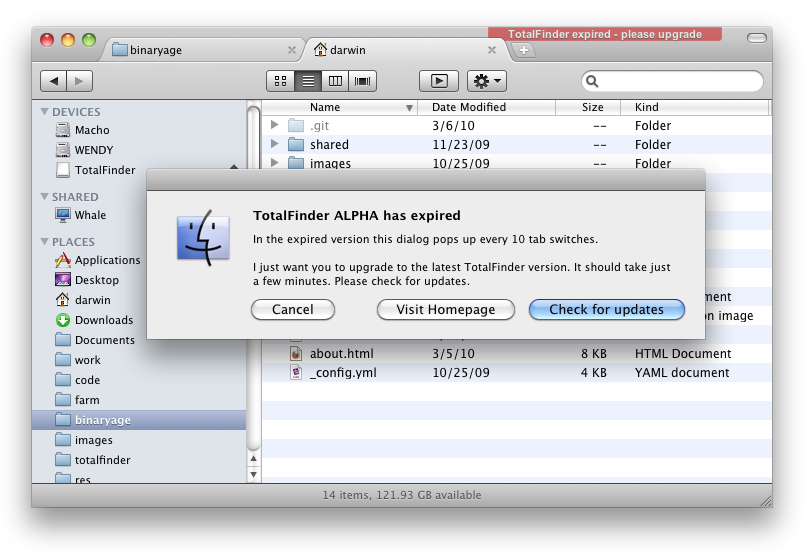 TotalFinder expired - please upgrade
binaryage
darwin
Name Date Modified Size Kind
DEVICES
Macho
WENDY
TotalFinder
SHARED
Whale
PLACES
Applications
Desktop
darwin
Downloads
Documents
work
code
farm
binaryage
images
totalfinder
res
.git 3/6/10 -- Folder
shared 11/23/09 -- Folder
images 10/25/09 -- Folder
TotalFinder ALPHA has expired
In the expired version this dialog pops up every 10 tab switches.
I just want you to upgrade to the latest TotalFinder version. It should take just
a few minutes. Please check for updates.
Cancel Visit Homepage Check for updates
ment
on image
about.html 3/5/10 8 KB HTML Document
_config.yml 10/25/09 4 KB YAML document
14 items, 121.93 GB available